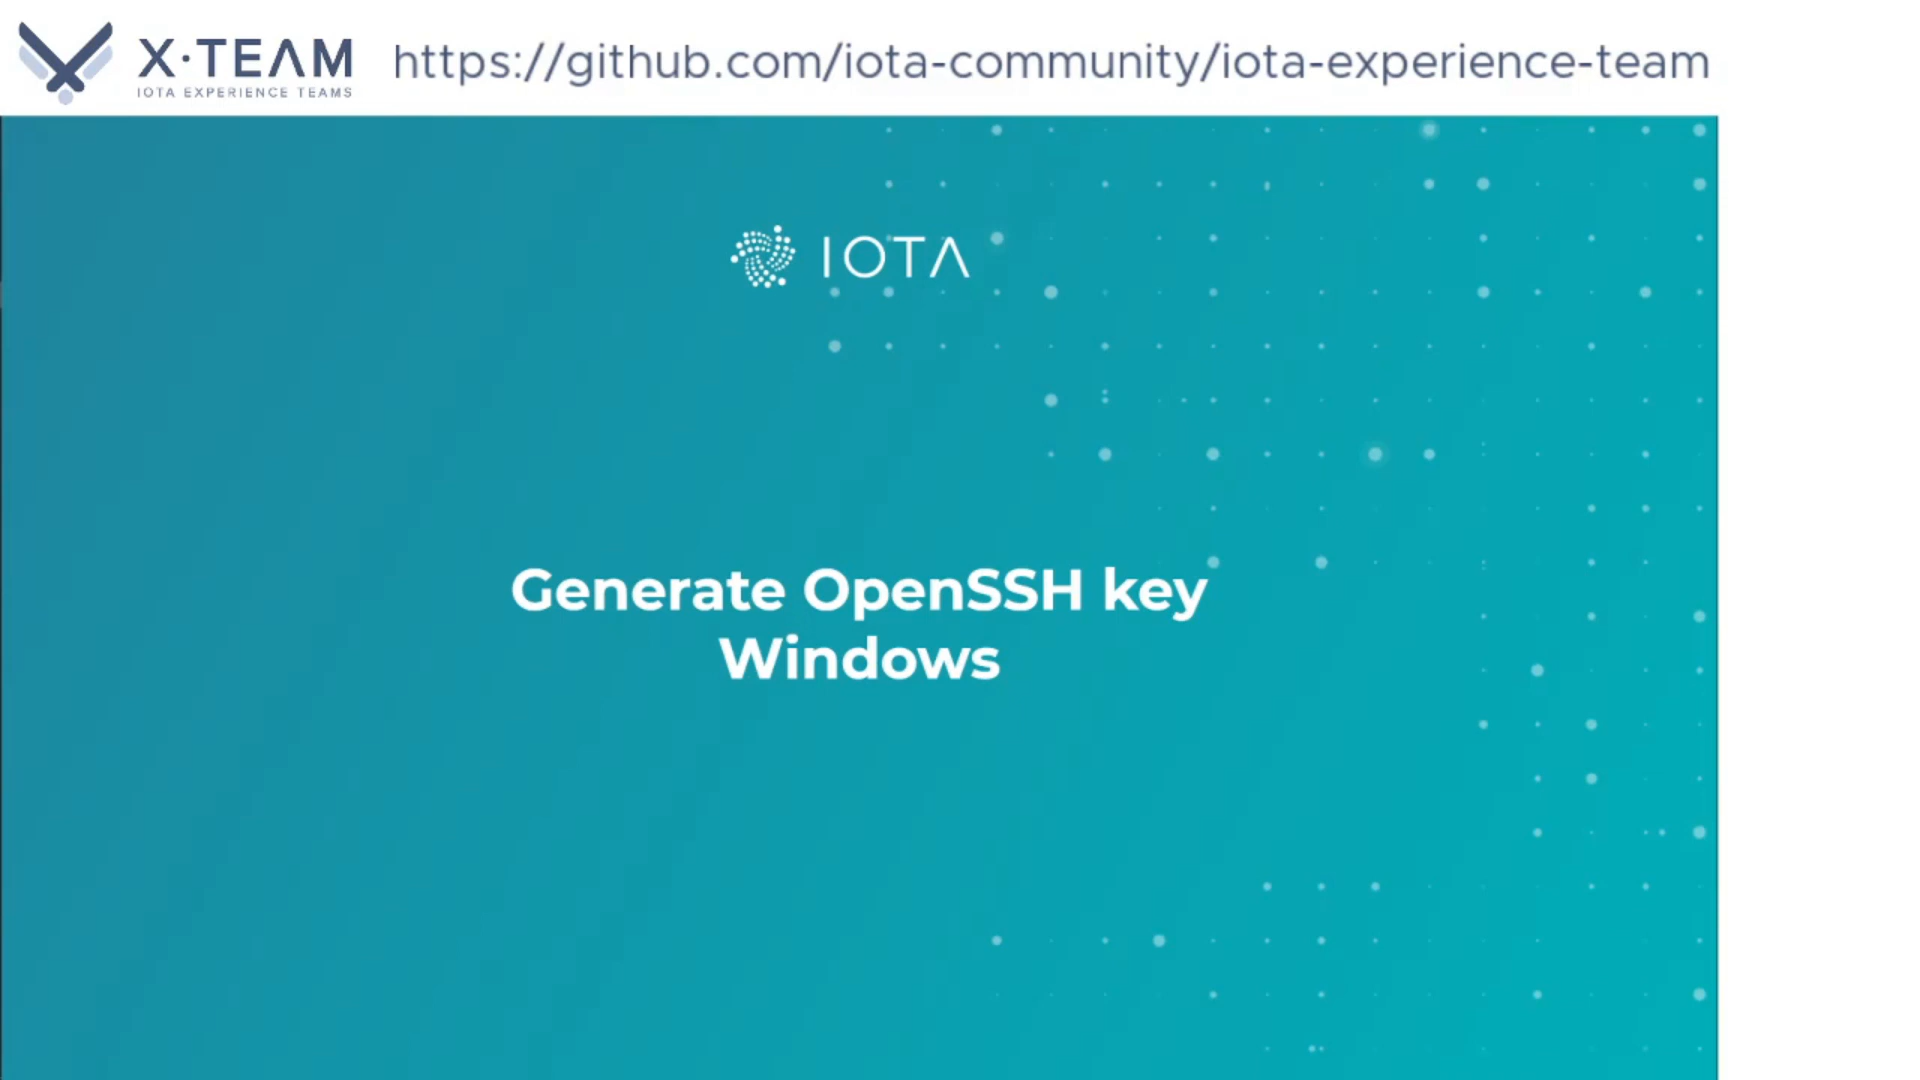 X·TEAM
IOTA EXPERIENCE TEAMS
https://github.com/iota-community/iota-experience-team
IOTA
Generate OpenSSH key
Windows